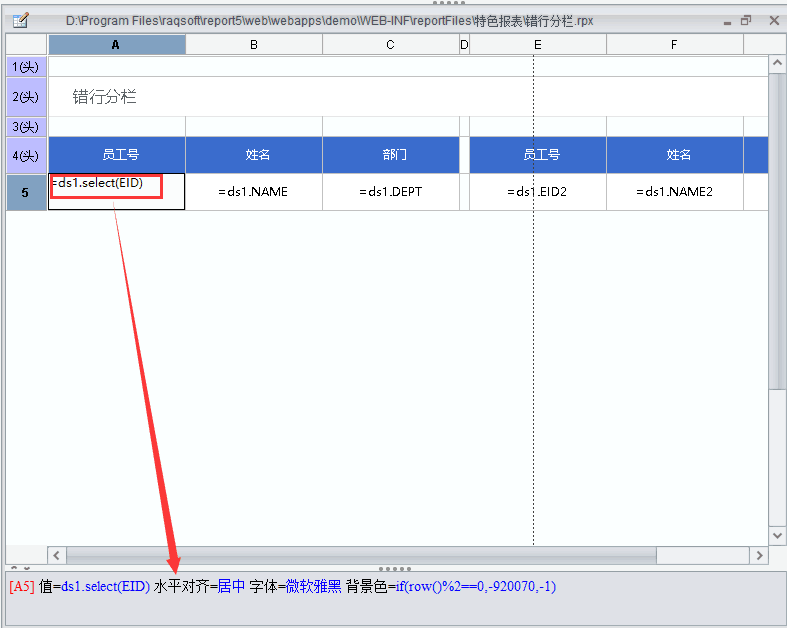 D:\Program Files\raqsoft\report5\web\webapps\demo\WEB-INF\reportFiles\特色报表\错行分栏.rpx
A B C D E F
1(头)
2(头) 错行分栏
3(头)
4(头) 员工号 姓名 部门 员工号 姓名
5 =ds1.select(EID) =ds1.NAME =ds1.DEPT =ds1.EID2 =ds1.NAME2
[A5] 值=ds1.select(EID) 水平对齐=居中 字体=微软雅黑 背景色=if(row()%2==0,-920070,-1)